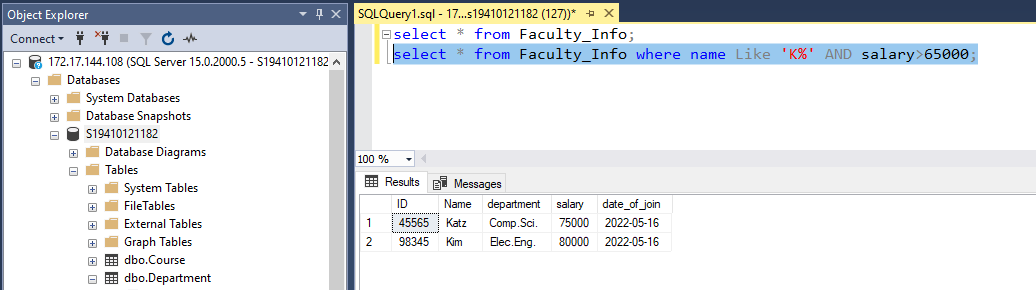 Object Explorer
Connect
172.17.144.108 (SQL Server 15.0.2000.5 - S19410121182
Databases
System Databases
Database Snapshots
S19410121182
Database Diagrams
Tables
System Tables
FileTables
External Tables
Graph Tables
dbo.Course
dbo.Department
SQLQuery1.sql - 17...s19410121182 (127))*
select * from Faculty_Info;
select * from Faculty_Info where name Like 'K%' AND salary>65000;
100 %
Results Messages
ID Name department salary date_of_join
1 45565 Katz Comp.Sci. 75000 2022-05-16
2 98345 Kim Elec.Eng. 80000 2022-05-16